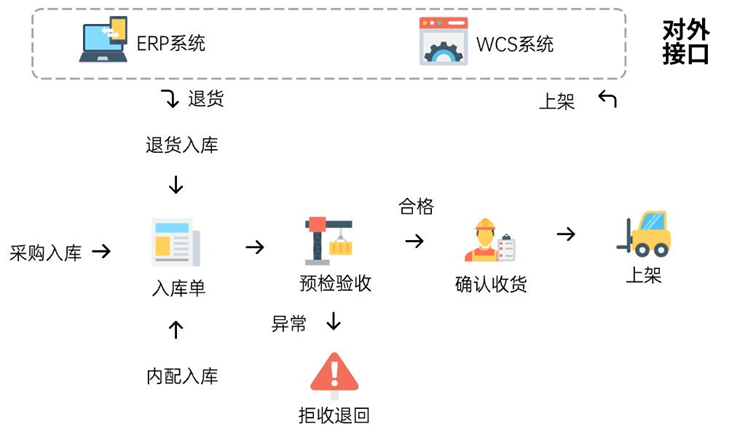 ERP系统
WCS系统
对外
接口
退货
上架
退货入库
合格
采购入库
入库单
预检验收
确认收货
上架
异常
内配入库
拒收退回